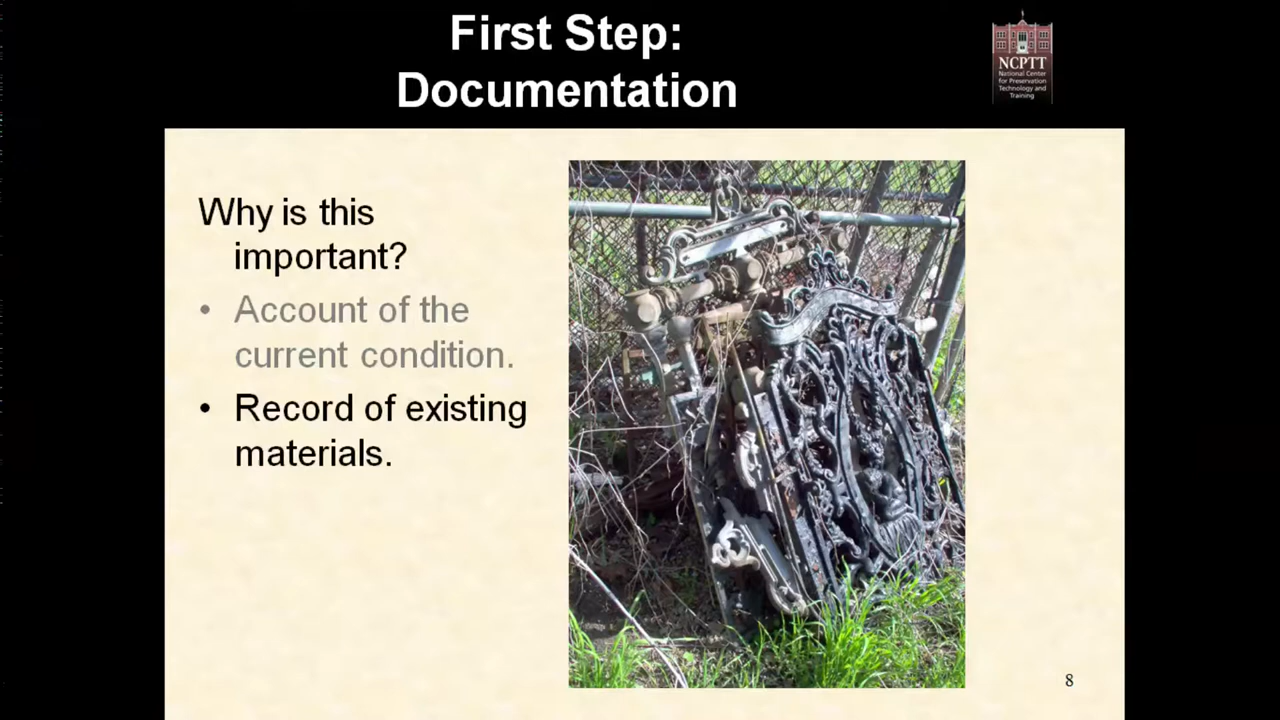 First Step:
Documentation
NCPTT
National Center
for Preservation
Technology and
Training
Why is this
important?
• Account of the
current condition.
• Record of existing
materials.
8